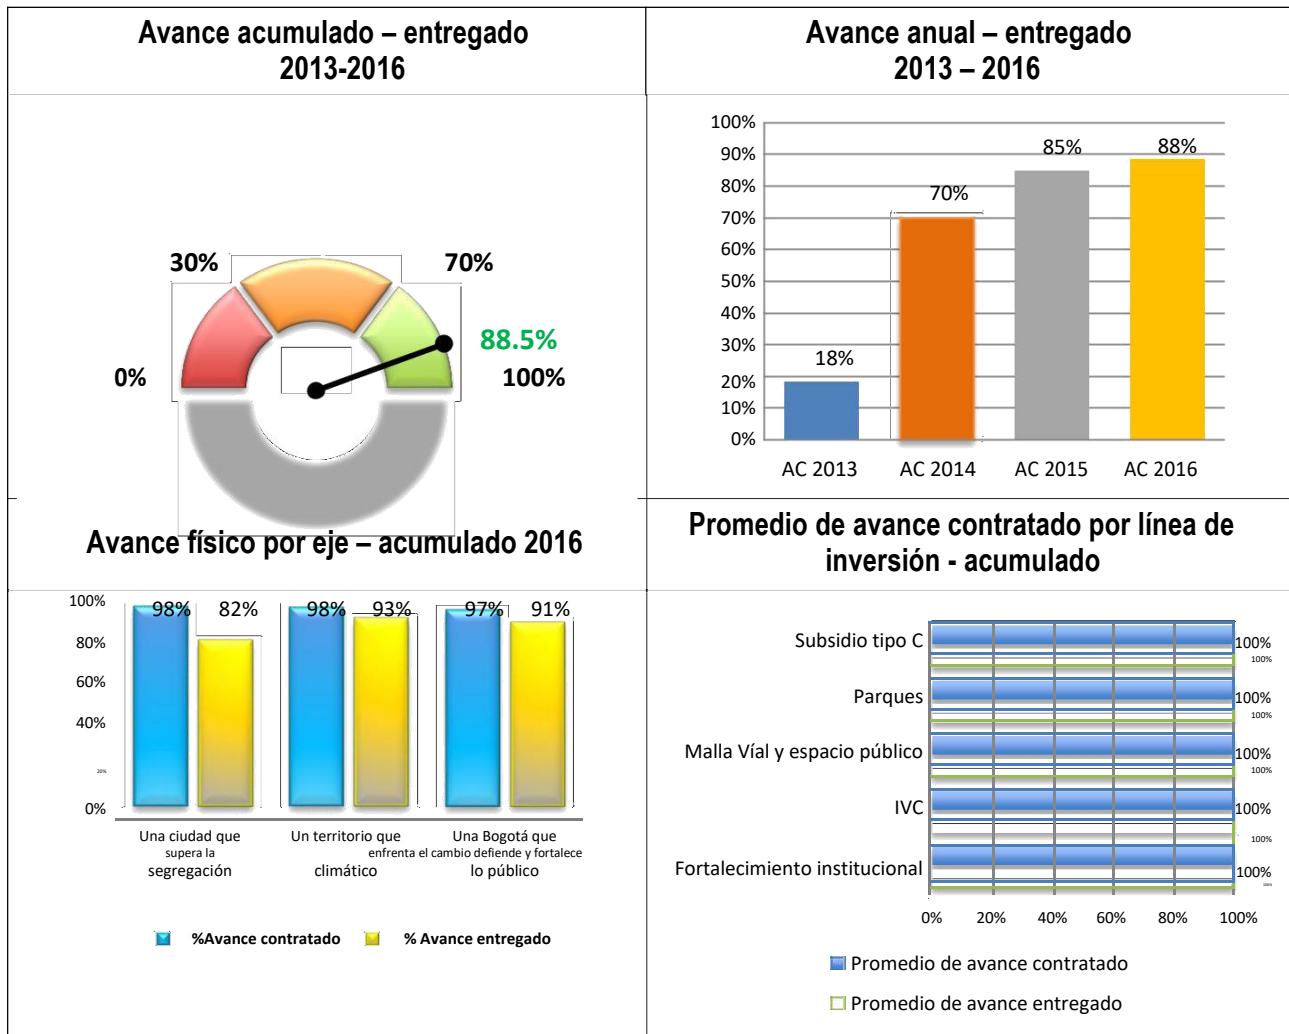 Avance acumulado – entregado
2013-2016
30%
70%
88.5%
0%
100%
Avance anual – entregado
2013 – 2016
100%
90%
80%
70%
60%
50%
40%
30%
20%
10%
0%
18%
70%
85%
88%
AC 2013
AC 2014
AC 2015
AC 2016
Avance físico por eje – acumulado 2016
100%
80%
60%
40%
20%
0%
98%
82%
98%
93%
97%
91%
Una ciudad que
supera la
segregación
Un territorio que
Una Bogotá que
enfrenta el cambio defiende y fortalece
climático
lo público
%Avance contratado
% Avance entregado
Promedio de avance contratado por línea de
inversión - acumulado
Subsidio tipo C
100%
100%
Parques
100%
100%
Malla Víal y espacio público
100%
100%
IVC
100%
100%
Fortalecimiento institucional
100%
100%
0%
20%
40%
60%
80%
100%
Promedio de avance contratado
Promedio de avance entregado